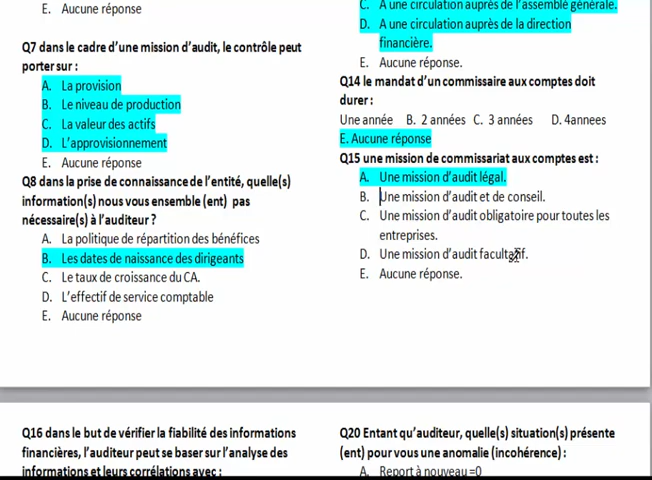 E. Aucune réponse
Q7 dans le cadre d'une mission d'audit, le contrôle peut
porter sur :
A. La provision
B. Le niveau de production
C. La valeur des actifs
D. L'approvisionnement
E. Aucune réponse
Q8 dans la prise de connaissance de l'entité, quelle(s)
information(s) nous vous ensemble (ent) pas
nécessaire(s) à l'auditeur ?
A. La politique de répartition des bénéfices
B. Les dates de naissance des dirigeants
C. Le taux de croissance du CA.
D. L'effectif de service comptable
E. Aucune réponse
C. A une circulation auprès de l'assemblé générale.
D. A une circulation auprès de la direction
financière.
E. Aucune réponse.
Q14 le mandat d'un commissaire aux comptes doit
durer :
Une année B. 2 années C. 3 années D. 4annees
E. Aucune réponse
Q15 une mission de commissariat aux comptes est :
A. Une mission d'audit légal.
B. Une mission d'audit et de conseil.
C. Une mission d'audit obligatoire pour toutes les
entreprises.
D. Une mission d'audit facultatif.
E. Aucune réponse.
Q16 dans le but de vérifier la fiabilité des informations
financières, l'auditeur peut se baser sur l'analyse des
informations et leurs corrélations avec :
Q20 Entant qu'auditeur, quelle(s) situation(s) présente
(ent) pour vous une anomalie (incohérence) :
A. Report à nouveau =0